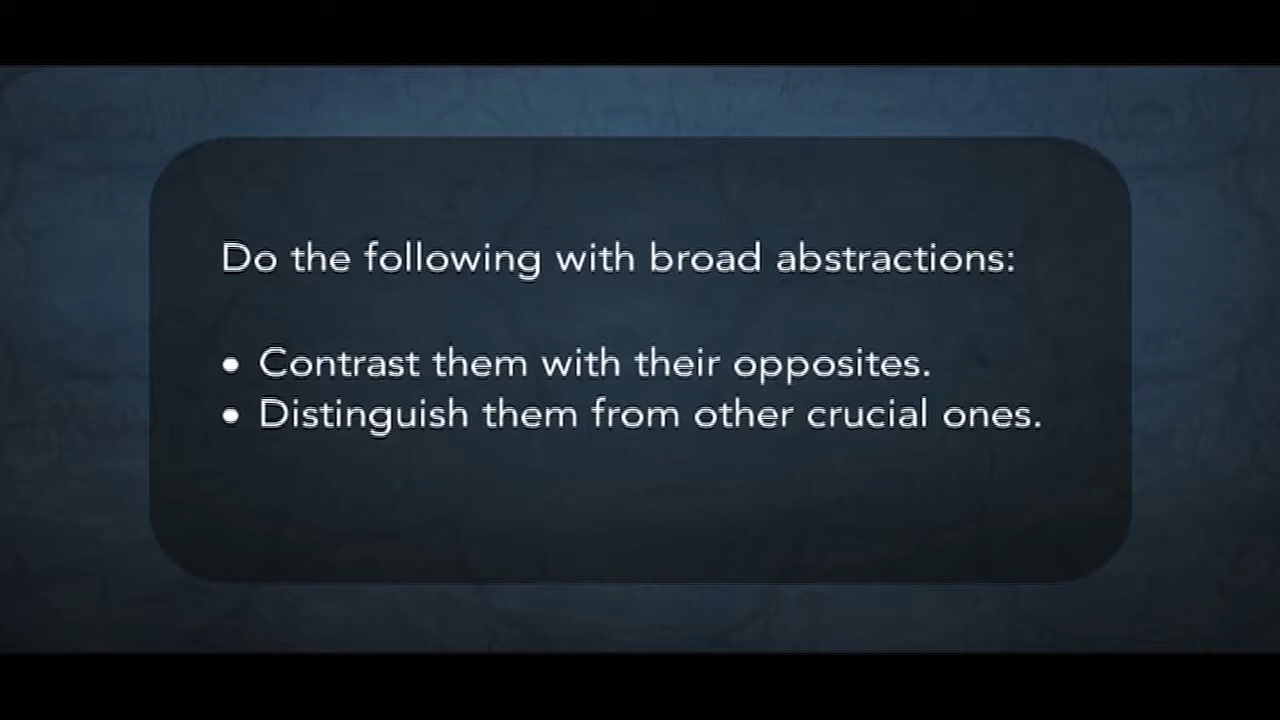 Do the following with broad abstractions:
• Contrast them with their opposites.
• Distinguish them from other crucial ones.